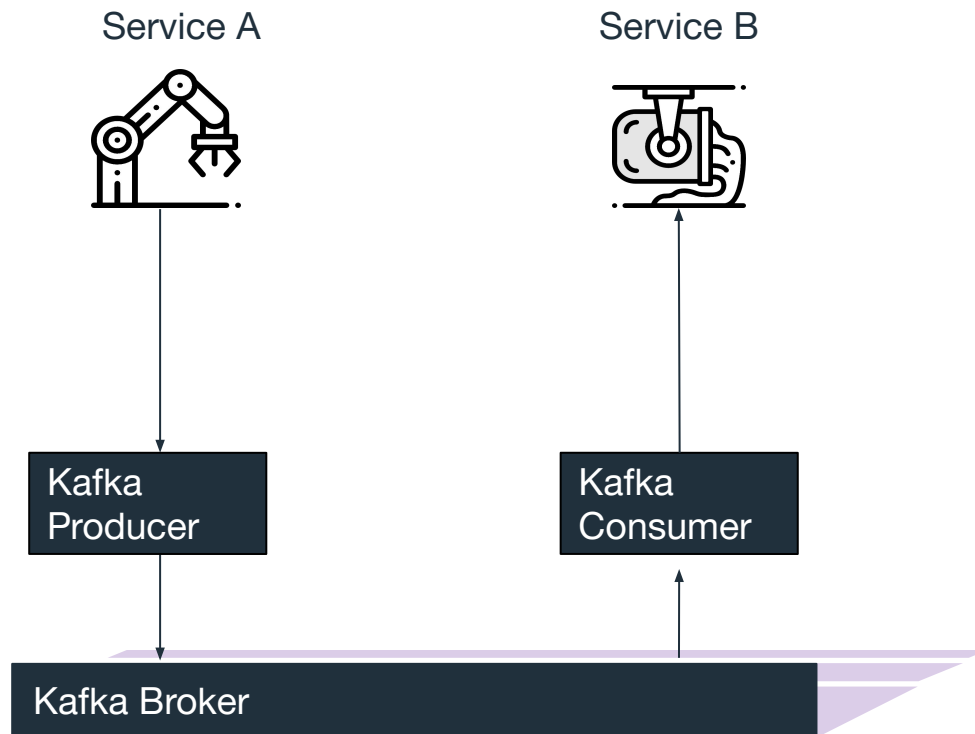 Service A
Service B
Kafka
Producer
Kafka
Consumer
Kafka Broker